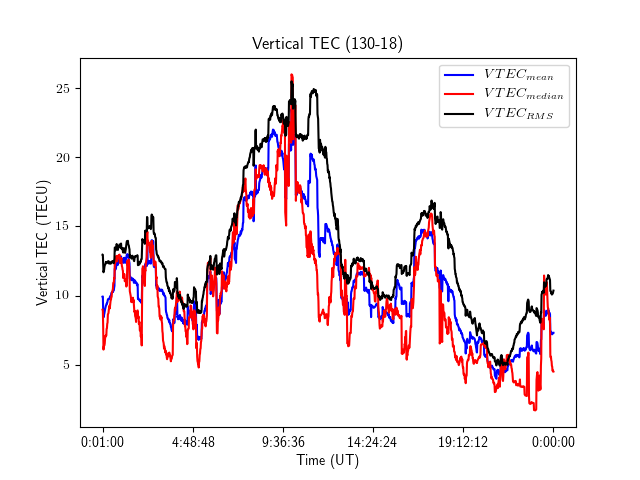 Vertical TEC (130-18)
VTEC_mean
VTEC_median
VTEC_RMS
Vertical TEC (TECU)
25
20
15
10
5
0:01:00 4:48:48 9:36:36 14:24:24 19:12:12 0:00:00
Time (UT)